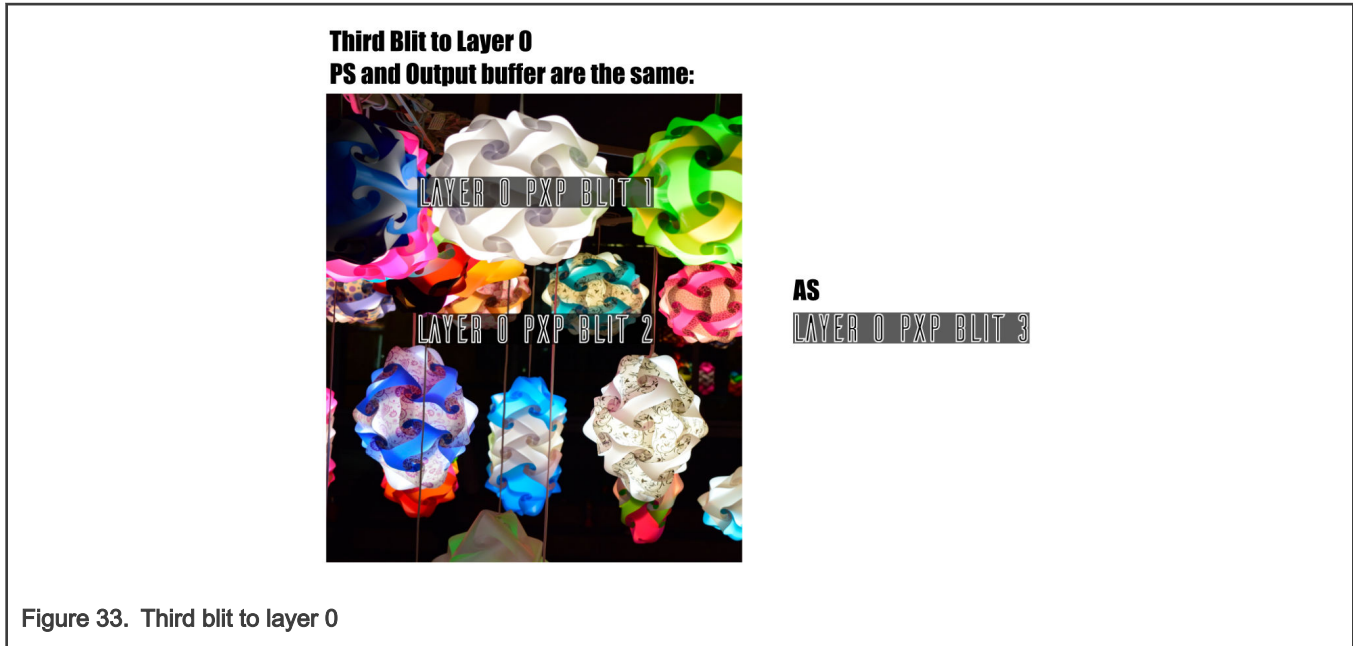 Third Blit to Layer 0
PS and Output buffer are the same:
LAYER 0 PXP BLIT 1
AS
LAYER 0 PXP BLIT 2
LAYER 0 PXP BLIT 3
Figure 33. Third blit to layer 0